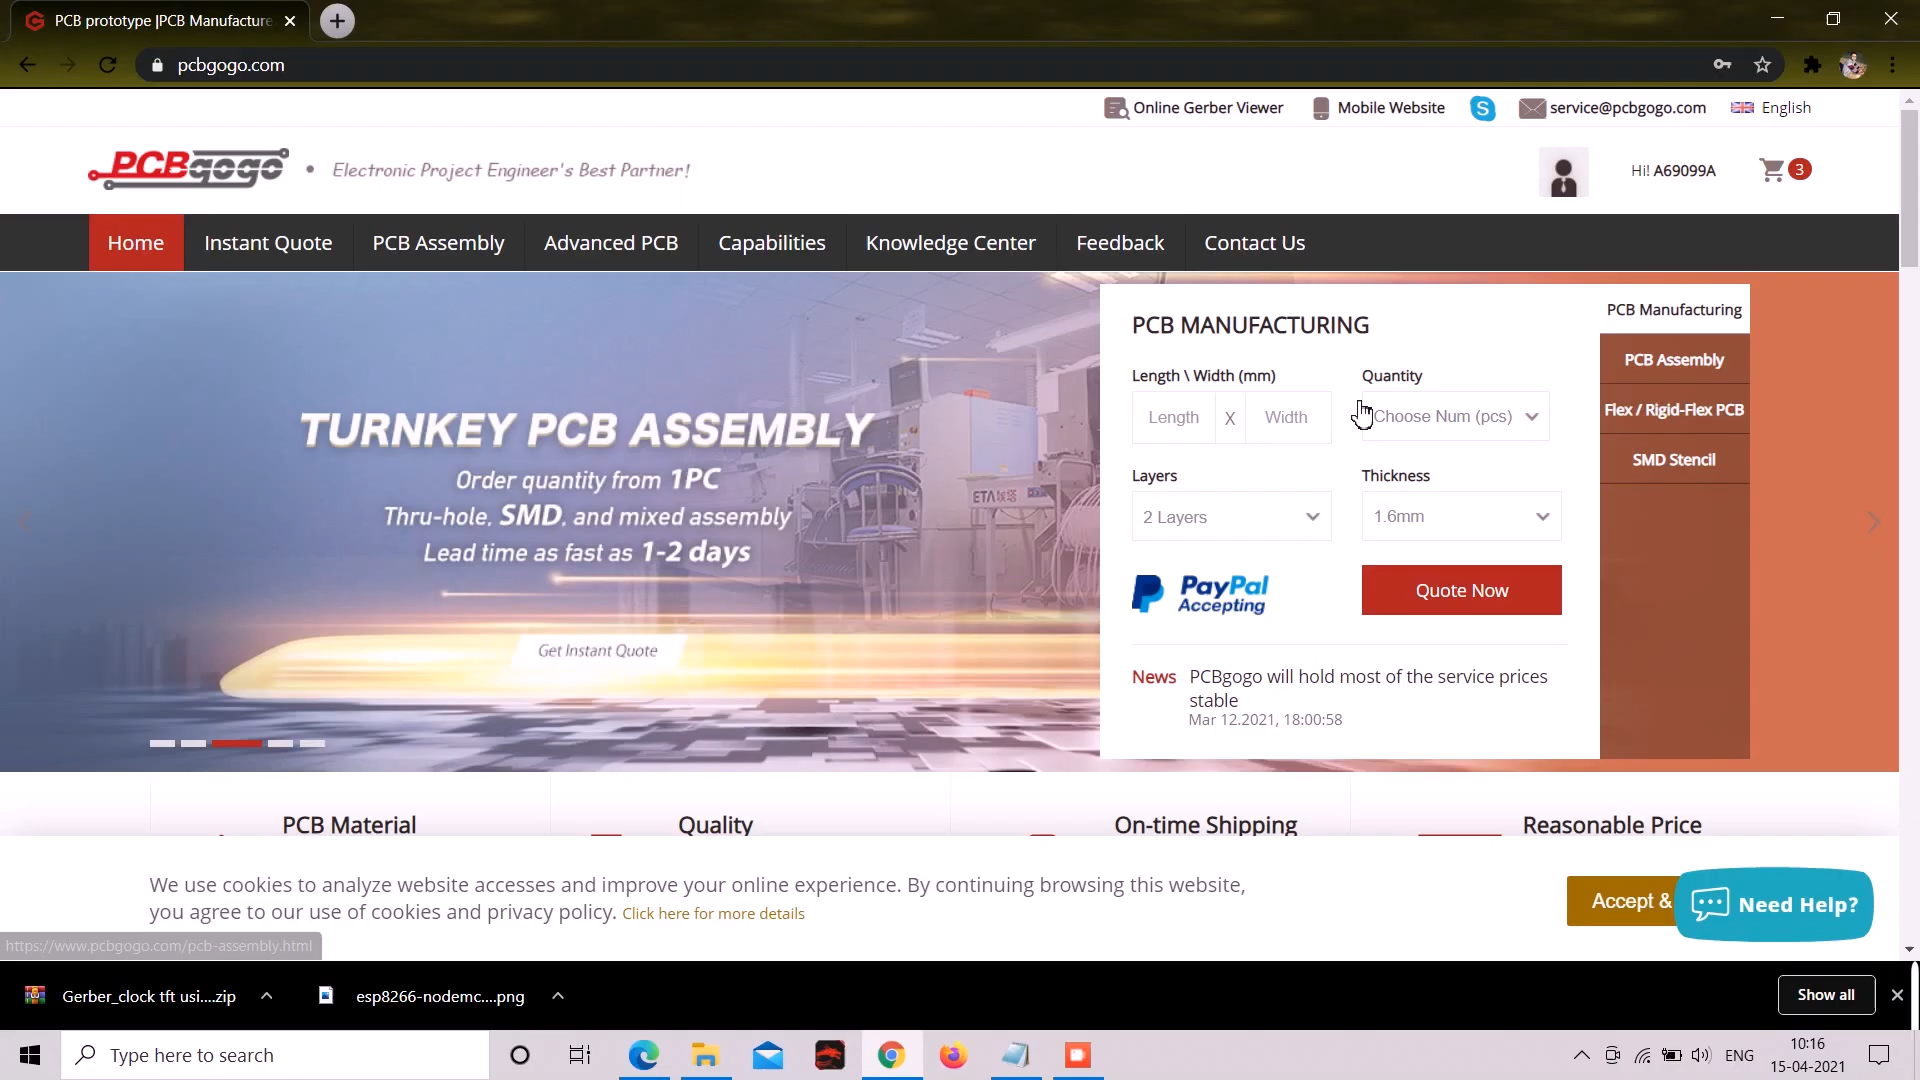 PCB prototype |PCB Manufacture
pcbgogo.com
Online Gerber Viewer
Mobile Website
service@pcbgogo.com
English
PCBgogo
Electronic Project Engineer's Best Partner!
Hi! A69099A
3
Home
Instant Quote
PCB Assembly
Advanced PCB
Capabilities
Knowledge Center
Feedback
Contact Us
TURNKEY PCB ASSEMBLY
Order quantity from 1PC
Thru-hole, SMD, and mixed assembly
Lead time as fast as 1-2 days
Get Instant Quote
ETA埃塔
PCB MANUFACTURING
Length \ Width (mm)
Quantity
Length
X
Width
Choose Num (pcs)
Layers
Thickness
2 Layers
1.6mm
PayPal
Accepting
Quote Now
News
PCBgogo will hold most of the service prices
stable
Mar 12.2021, 18:00:58
PCB Manufacturing
PCB Assembly
Flex / Rigid-Flex PCB
SMD Stencil
PCB Material
Quality
On-time Shipping
Reasonable Price
We use cookies to analyze website accesses and improve your online experience. By continuing browsing this website,
you agree to our use of cookies and privacy policy. Click here for more details
Accept &
Need Help?
https://www.pcbgogo.com/pcb-assembly.html
Gerber_clock tft usi....zip
esp8266-nodemc....png
Show all
Type here to search
ENG
10:16
15-04-2021